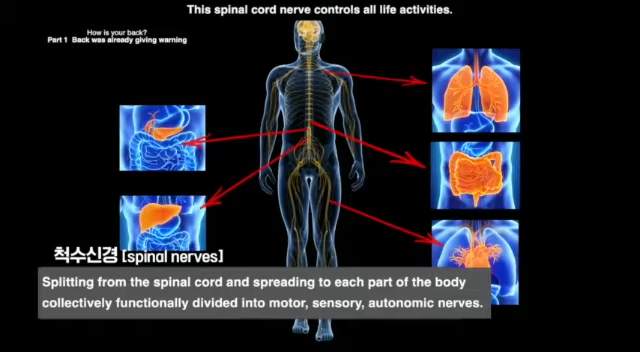 This spinal cord nerve controls all life activities.
How is your back?
Part 1 Back was already giving warning
척수신경 [spinal nerves]
Splitting from the spinal cord and spreading to each part of the body
collectively functionally divided into motor, sensory, autonomic nerves.